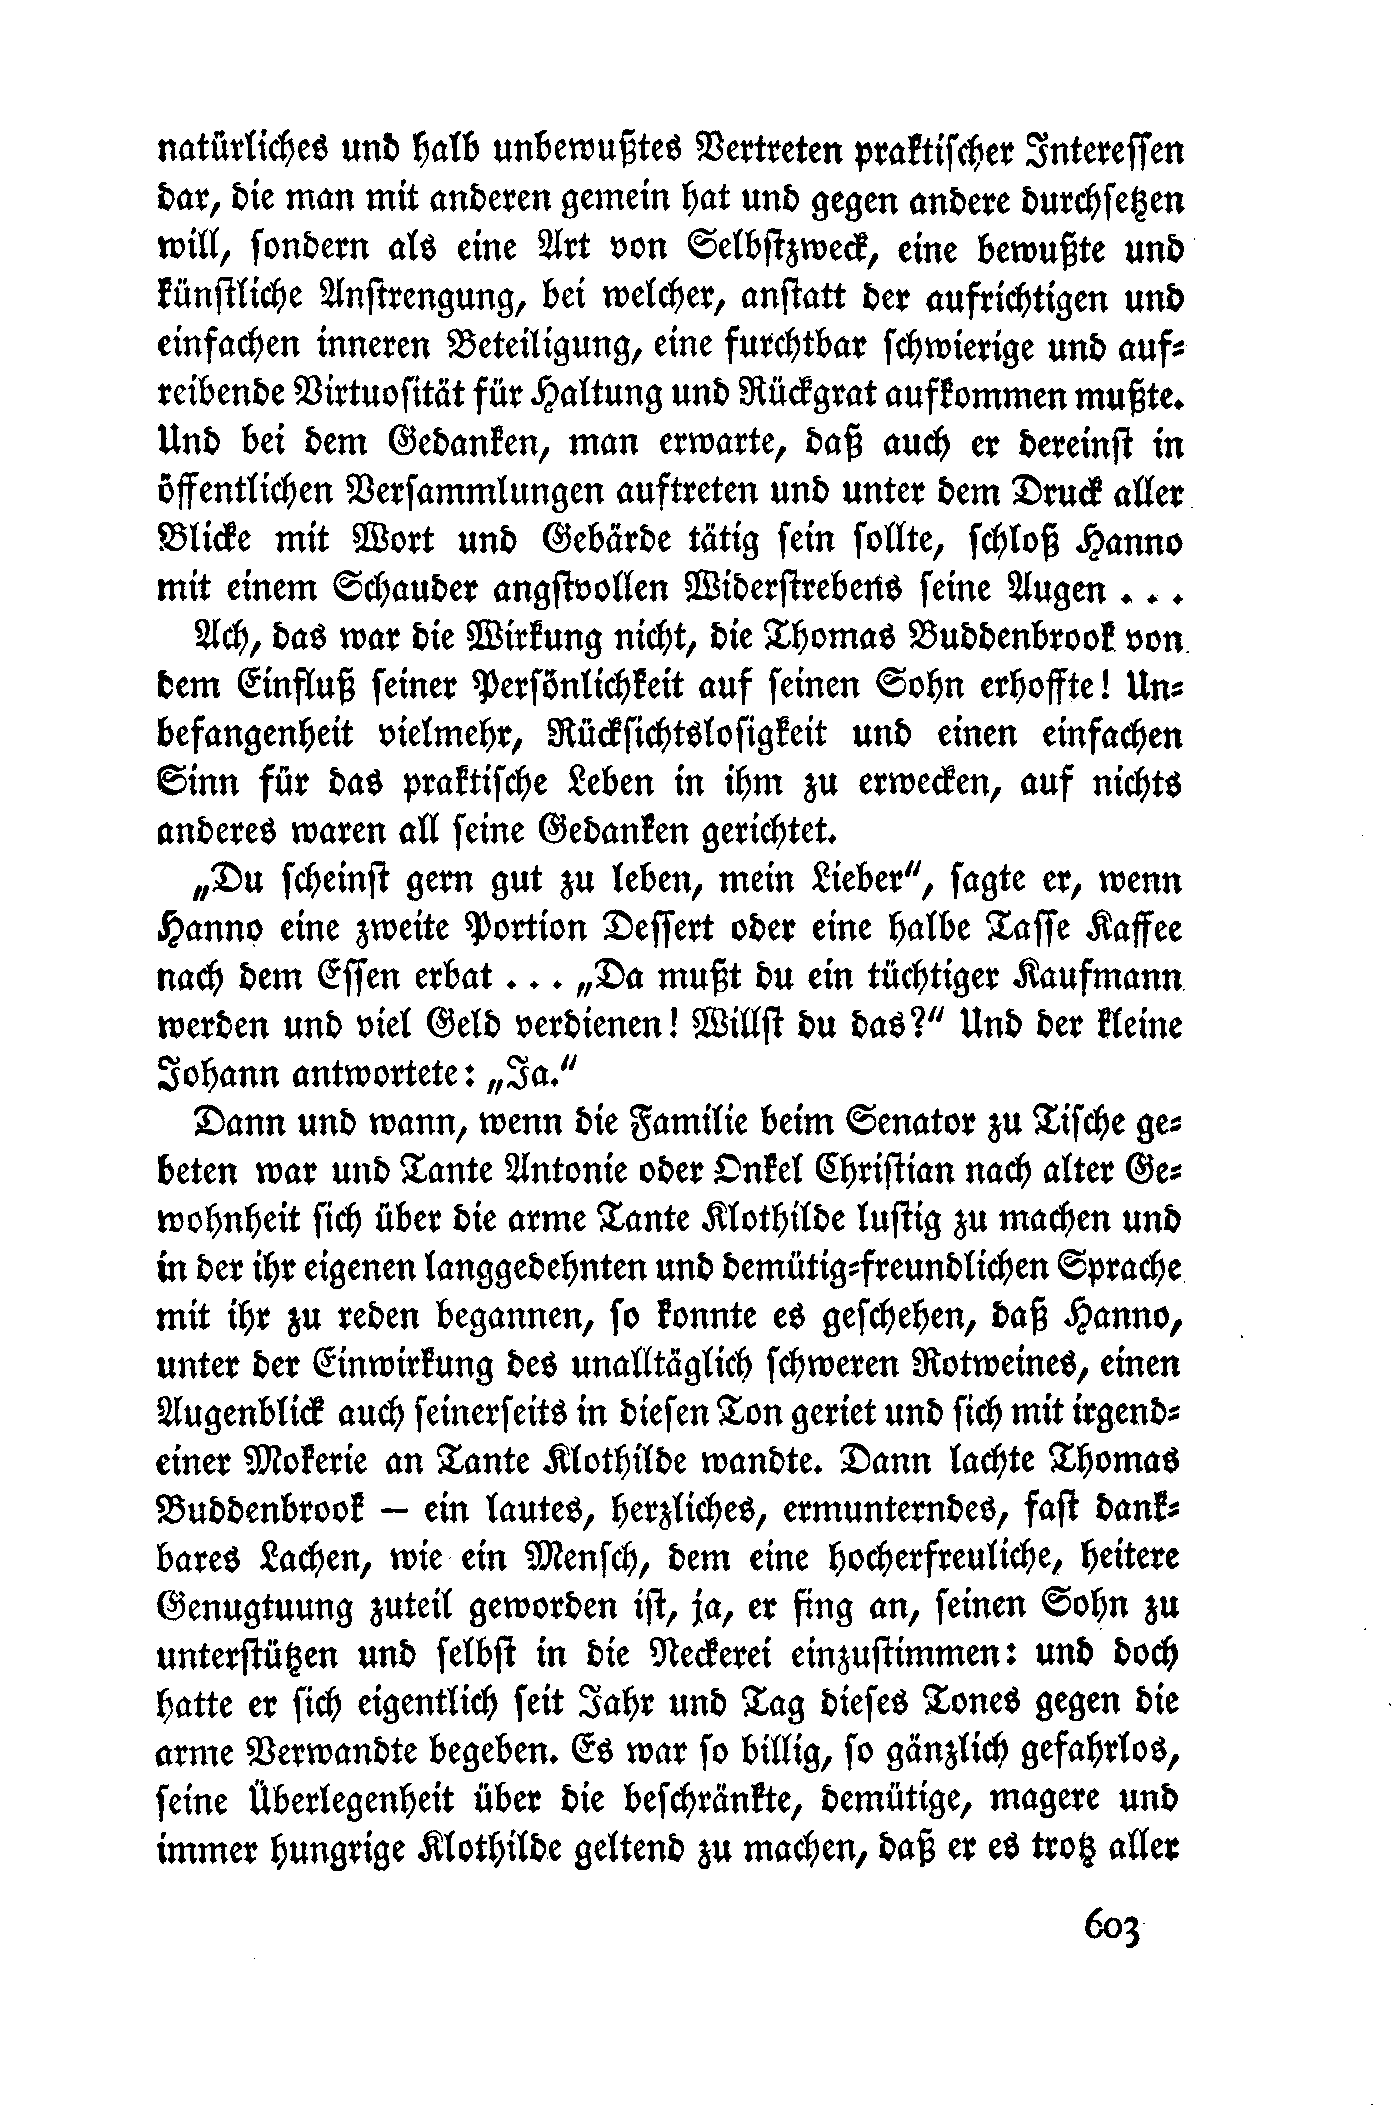 natürliches und halb unbewußtes Vertreten praktischer Interessen
dar, die man mit anderen gemein hat und gegen andere durchsetzen
will, sondern als eine Art von Selbstzweck, eine bewußte und
künstliche Anstrengung, bei welcher, anstatt der aufrichtigen und
einfachen inneren Beteiligung, eine furchtbar schwierige und auf-
reibende Virtuosität für Haltung und Rückgrat aufkommen mußte.
Und bei dem Gedanken, man erwarte, daß auch er dereinst in
öffentlichen Versammlungen auftreten und unter dem Druck aller
Blicke mit Wort und Gebärde tätig sein sollte, schloß Hanno
mit einem Schauder angstvollen Widerstrebens seine Augen . . .
Ach, das war die Wirkung nicht, die Thomas Buddenbrook von
dem Einfluß seiner Persönlichkeit auf seinen Sohn erhoffte! Un-
befangenheit vielmehr, Rücksichtslosigkeit und einen einfachen
Sinn für das praktische Leben in ihm zu erwecken, auf nichts
anderes waren all seine Gedanken gerichtet.
„Du scheinst gern gut zu leben, mein Lieber“, sagte er, wenn
Hanno eine zweite Portion Dessert oder eine halbe Tasse Kaffee
nach dem Essen erbat . . . „Da mußt du ein tüchtiger Kaufmann
werden und viel Geld verdienen! Willst du das?“ Und der kleine
Johann antwortete: „Ja.“
Dann und wann, wenn die Familie beim Senator zu Tische ge-
beten war und Tante Antonie oder Onkel Christian nach alter Ge-
wohnheit sich über die arme Tante Klothilde lustig zu machen und
in der ihr eigenen langgedehnten und demütig-freundlichen Sprache
mit ihr zu reden begannen, so konnte es geschehen, daß Hanno,
unter der Einwirkung des unalltäglich schweren Rotweines, einen
Augenblick auch seinerseits in diesen Ton geriet und sich mit irgend-
einer Mokerie an Tante Klothilde wandte. Dann lachte Thomas
Buddenbrook — ein lautes, herzliches, ermunterndes, fast dank-
bares Lachen, wie ein Mensch, dem eine hocherfreuliche, heitere
Genugtuung zuteil geworden ist, ja, er fing an, seinen Sohn zu
unterstützen und selbst in die Neckerei einzustimmen: und doch
hatte er sich eigentlich seit Jahr und Tag dieses Tones gegen die
arme Verwandte begeben. Es war so billig, so gänzlich gefahrlos,
seine Überlegenheit über die beschränkte, demütige, magere und
immer hungrige Klothilde geltend zu machen, daß er es trotz aller
603